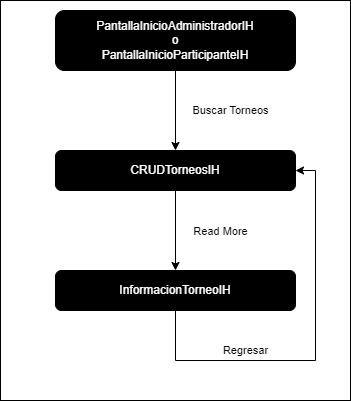 PantallaInicioAdministradorIH
o
PantallaInicioParticipanteIH
Buscar Torneos
CRUDTorneosIH
Read More
InformacionTorneoIH
Regresar